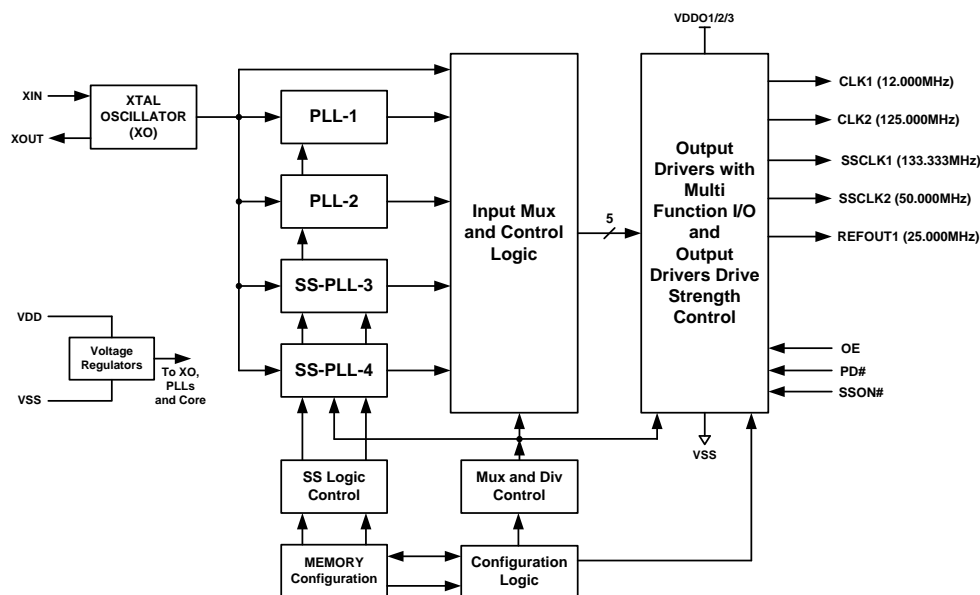 VDDO1/2/3
XIN
XOUT
XTAL
OSCILLATOR
(XO)
PLL-1
PLL-2
SS-PLL-3
SS-PLL-4
Input Mux
and Control
Logic
5
Output
Drivers with
Multi
Function I/O
and
Output
Drivers Drive
Strength
Control
CLK1 (12.000MHz)
CLK2 (125.000MHz)
SSCLK1 (133.333MHz)
SSCLK2 (50.000MHz)
REFOUT1 (25.000MHz)
OE
PD#
SSON#
VDD
Voltage
Regulators
VSS
To XO,
PLLs
and Core
VSS
SS Logic
Control
Mux and Div
Control
MEMORY
Configuration
Configuration
Logic